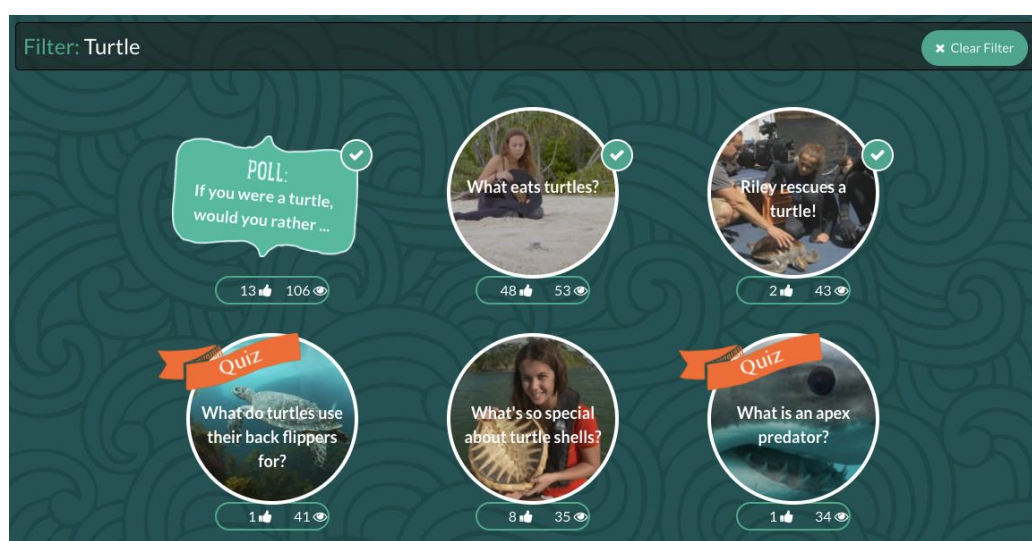 Filter: Turtle
Clear Filter
POLL:
If you were a turtle,
would you rather ...
What eats turtles?
Riley rescues a
turtle!
13 106
48 53
2 43
Quiz
What do turtles use
their back flippers
for?
What's so special
about turtle shells?
Quiz
What is an apex
predator?
1 41
8 35
1 34